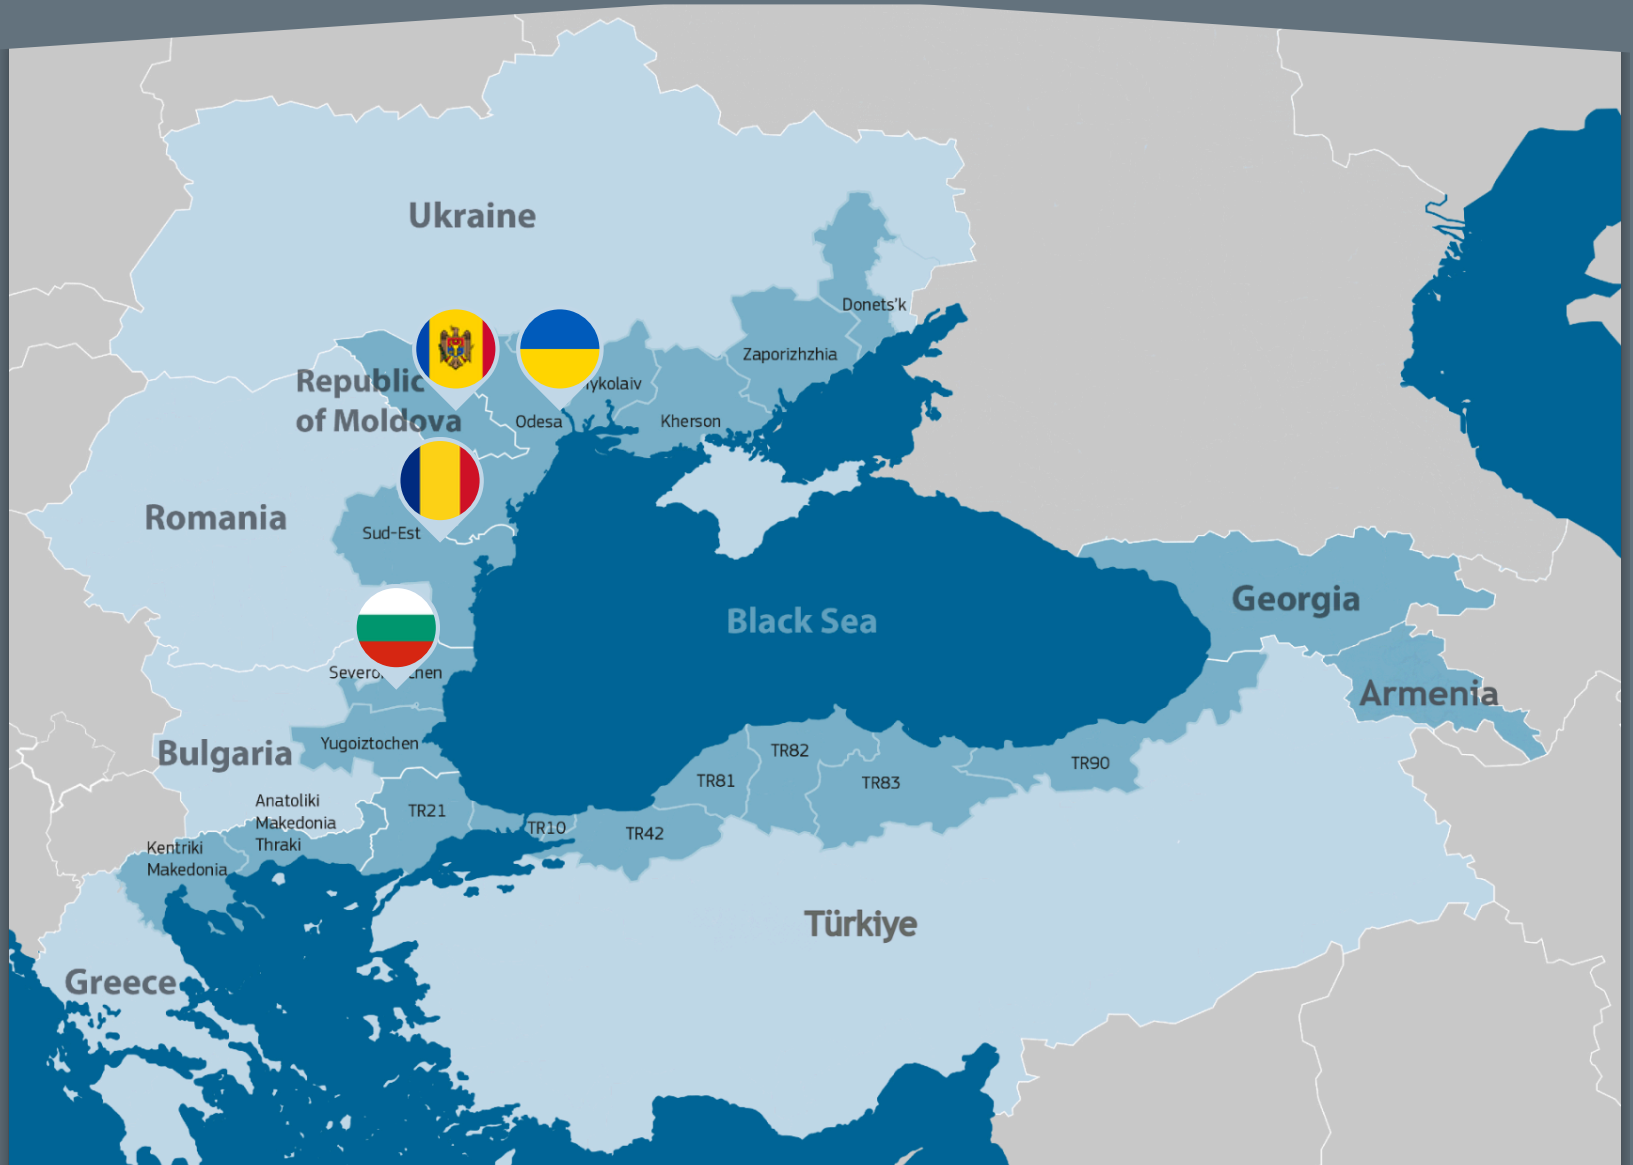 Ukraine
Donets'k
Zaporizhzhia
Republic
of Moldova
Odesa
Kherson
Romania
Sud-Est
Black Sea
Georgia
Armenia
Bulgaria
Yugoiztochen
TR82
TR81
TR83
TR90
TR21
TR10
TR42
Anatoliki
Makedonia
Thraki
Kentriki
Makedonia
Türkiye
Greece